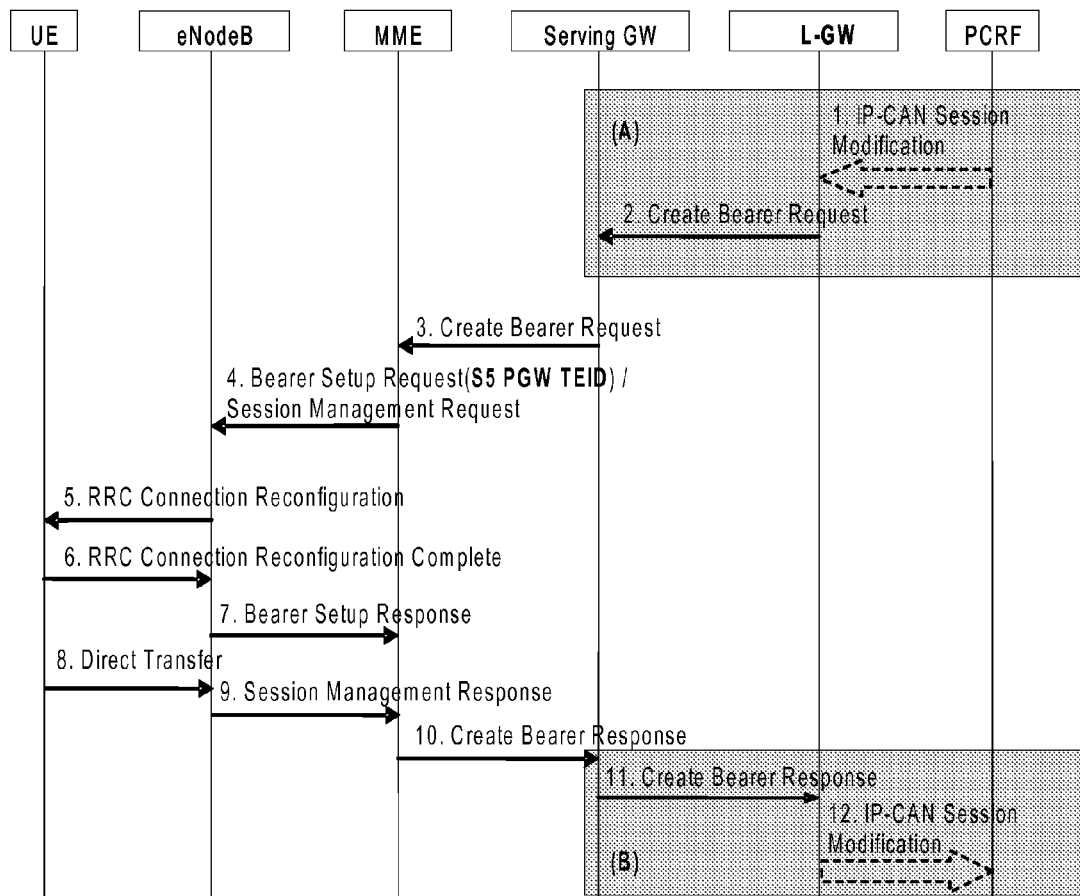 UE eNodeB MME Serving GW L-GW PCRF
(A)
1. IP-CAN Session
Modification
2. Create Bearer Request
3. Create Bearer Request
4. Bearer Setup Request(S5 PGW TEID) /
Session Management Request
5. RRC Connection Reconfiguration
6. RRC Connection Reconfiguration Complete
7. Bearer Setup Response
8. Direct Transfer
9. Session Management Response
10. Create Bearer Response
11. Create Bearer Response
12. IP-CAN Session
Modification
(B)